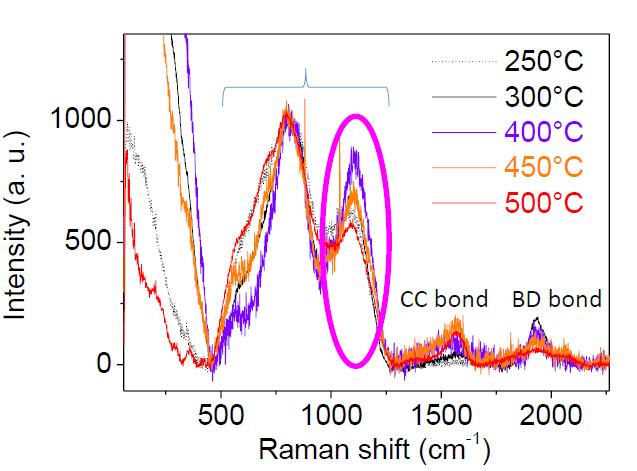 250°C
300°C
400°C
450°C
500°C
1000
500
0
Intensity (a. u.)
CC bond BD bond
500 1000 1500 2000
Raman shift (cm⁻¹)